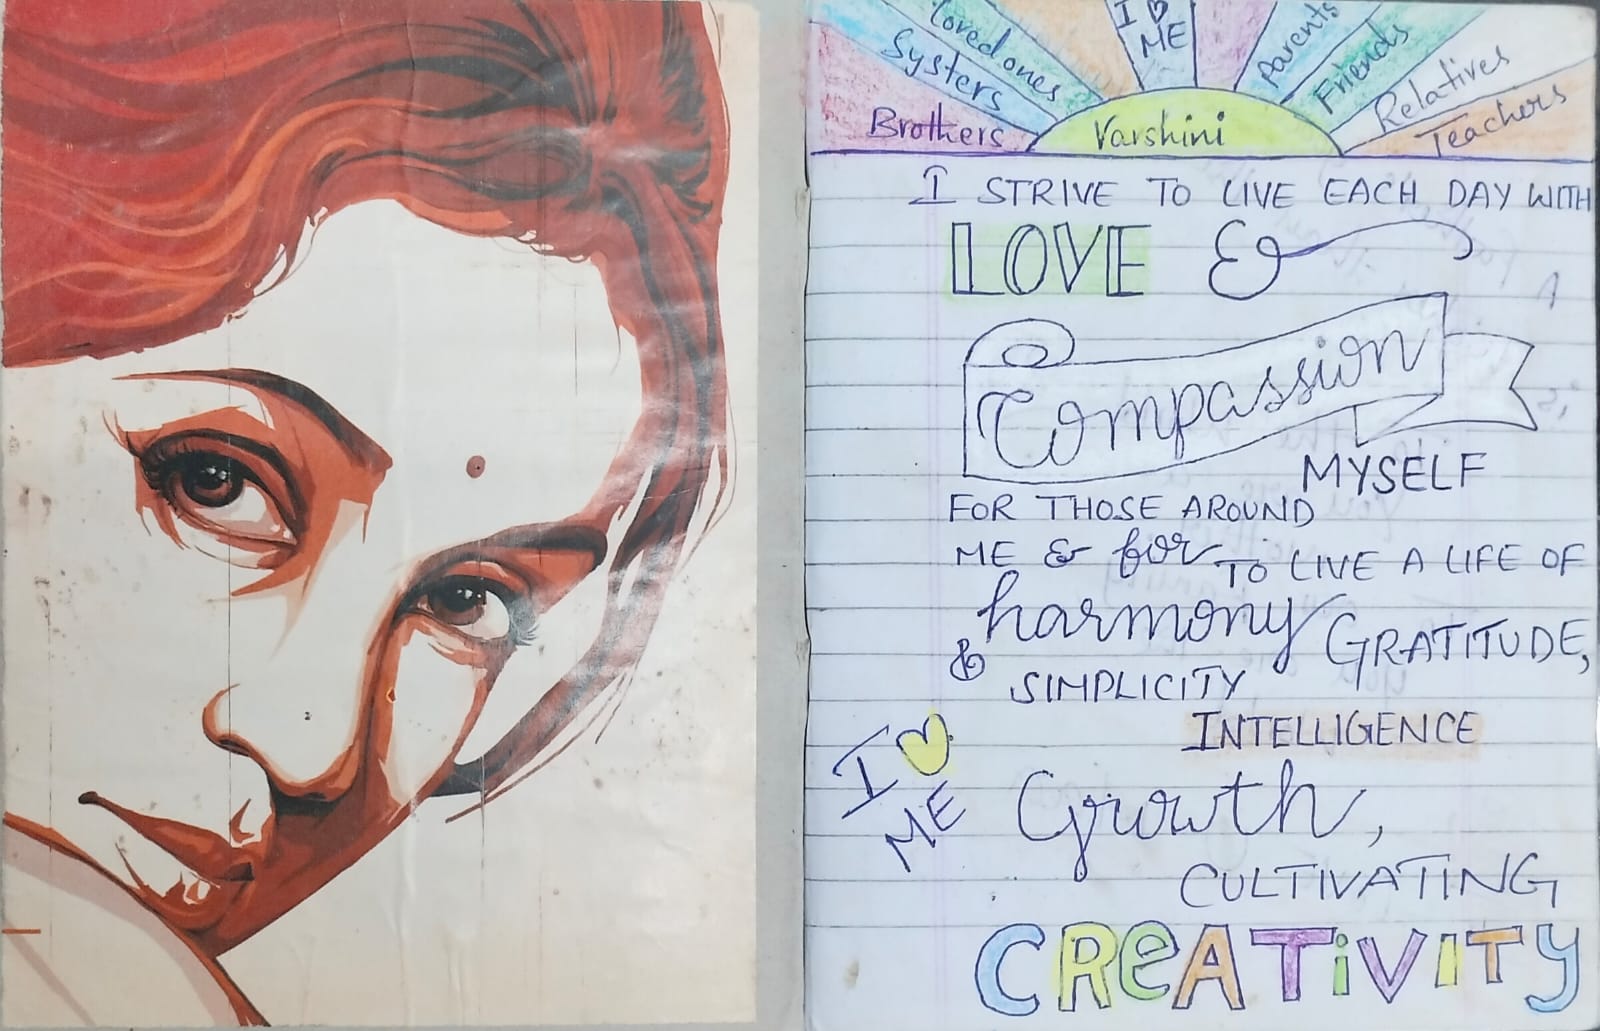 Loved ones
Systers
Brothers
I ♡
ME
Parents
Friends
Relatives
Teachers
Varshini
I STRIVE TO LIVE EACH DAY WITH
LOVE &
Compassion
MYSELF
FOR THOSE AROUND
ME & for TO LIVE A LIFE OF
harmony GRATITUDE,
& SIMPLICITY
INTELLIGENCE
I ♡
ME
Growth,
CULTIVATING
CREATIVITY